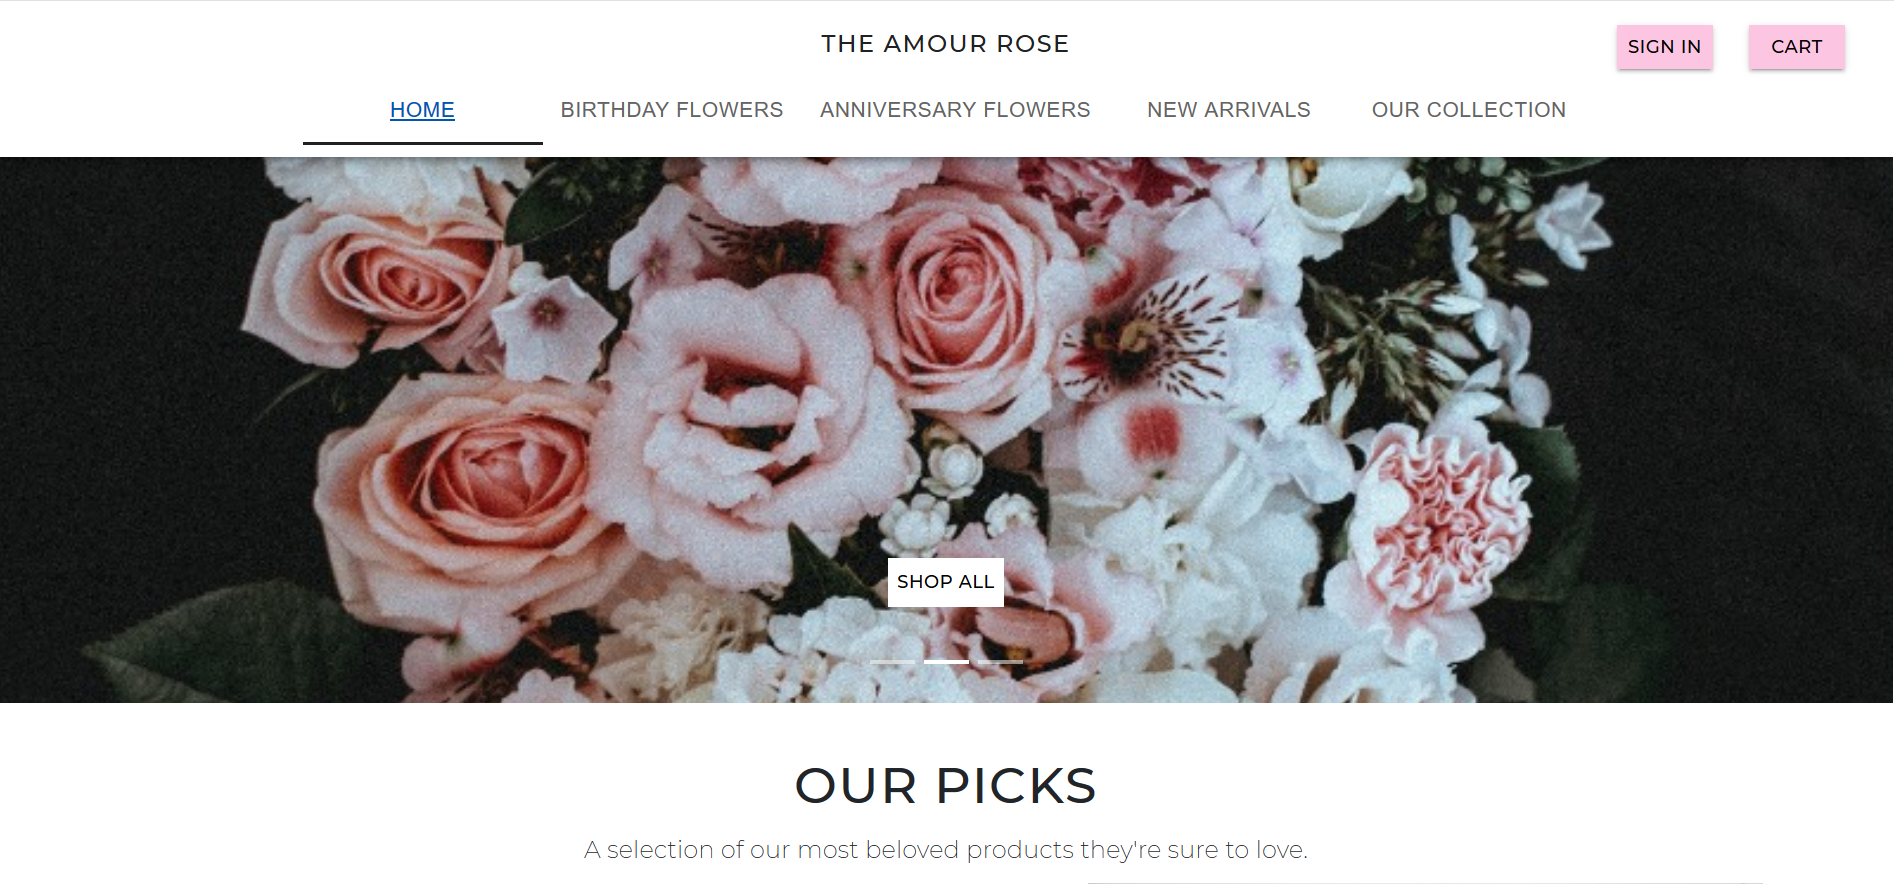 THE AMOUR ROSE
SIGN IN
CART
HOME
BIRTHDAY FLOWERS
ANNIVERSARY FLOWERS
NEW ARRIVALS
OUR COLLECTION
SHOP ALL
OUR PICKS
A selection of our most beloved products they're sure to love.